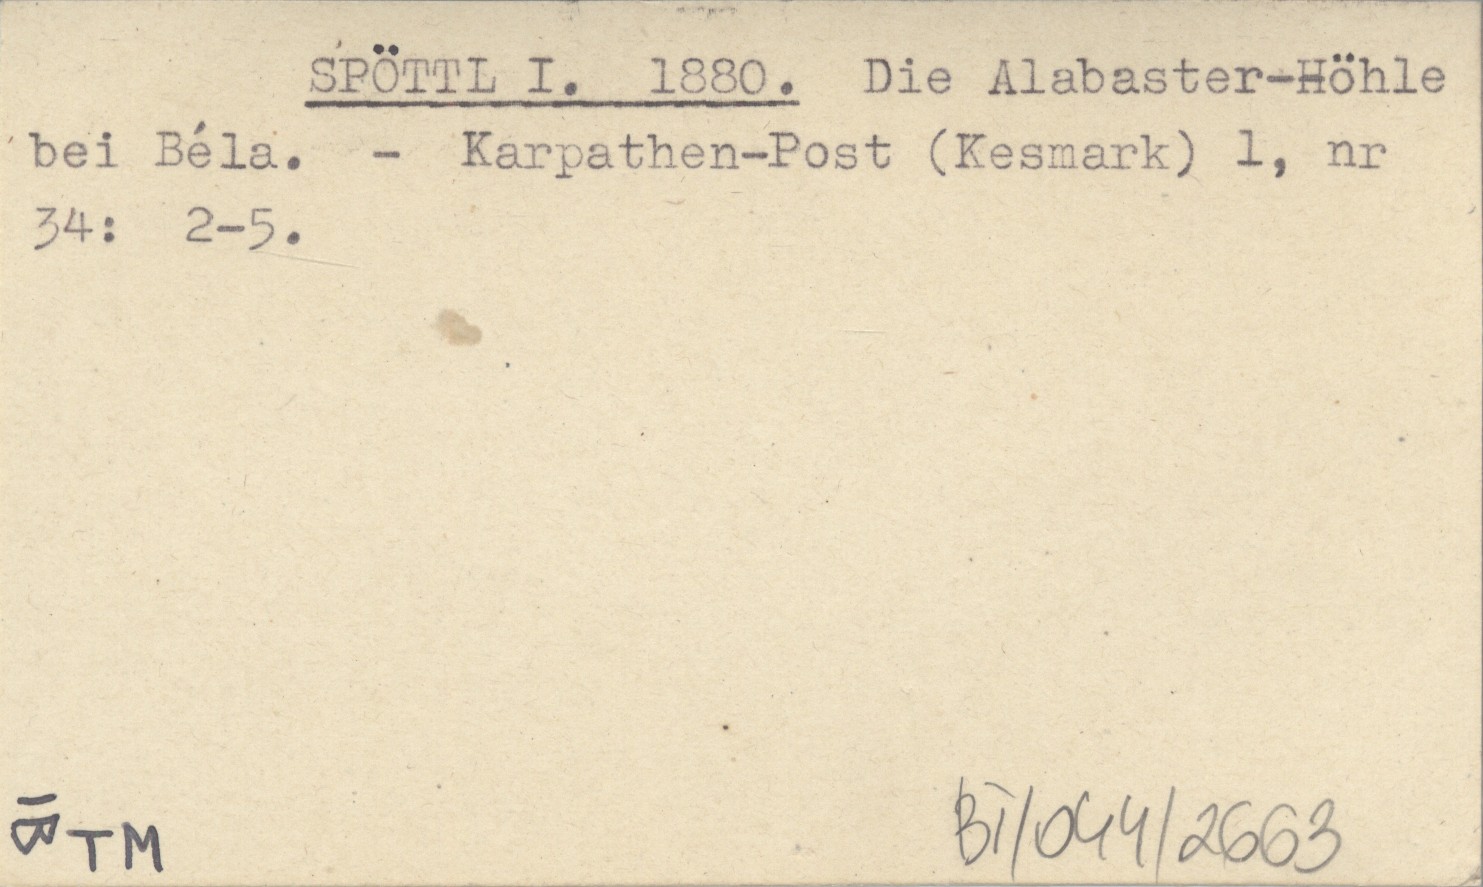 SPÖTTL I. 1880. Die Alabaster-Höhle
bei Béla. - Karpathen-Post (Kesmark) 1, nr
34: 2-5.
TM
BI/044/2663